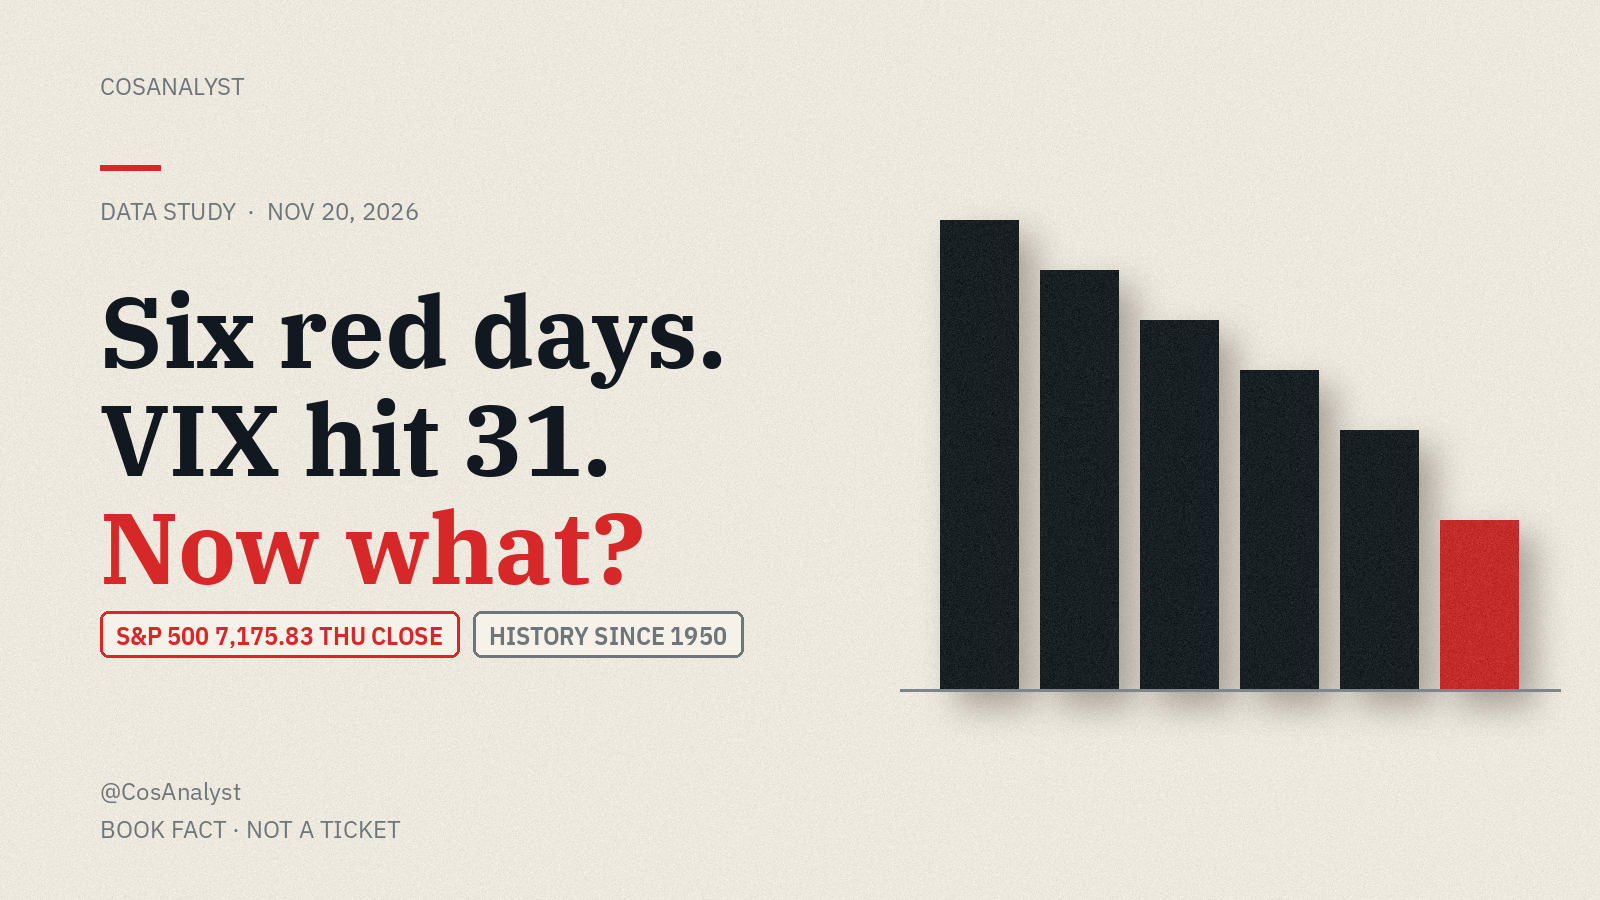 COSANALYST
DATA STUDY · NOV 20, 2026
Six red days.
VIX hit 31.
Now what?
S&P 500 7,175.83 THU CLOSE
HISTORY SINCE 1950
@CosAnalyst
BOOK FACT · NOT A TICKET